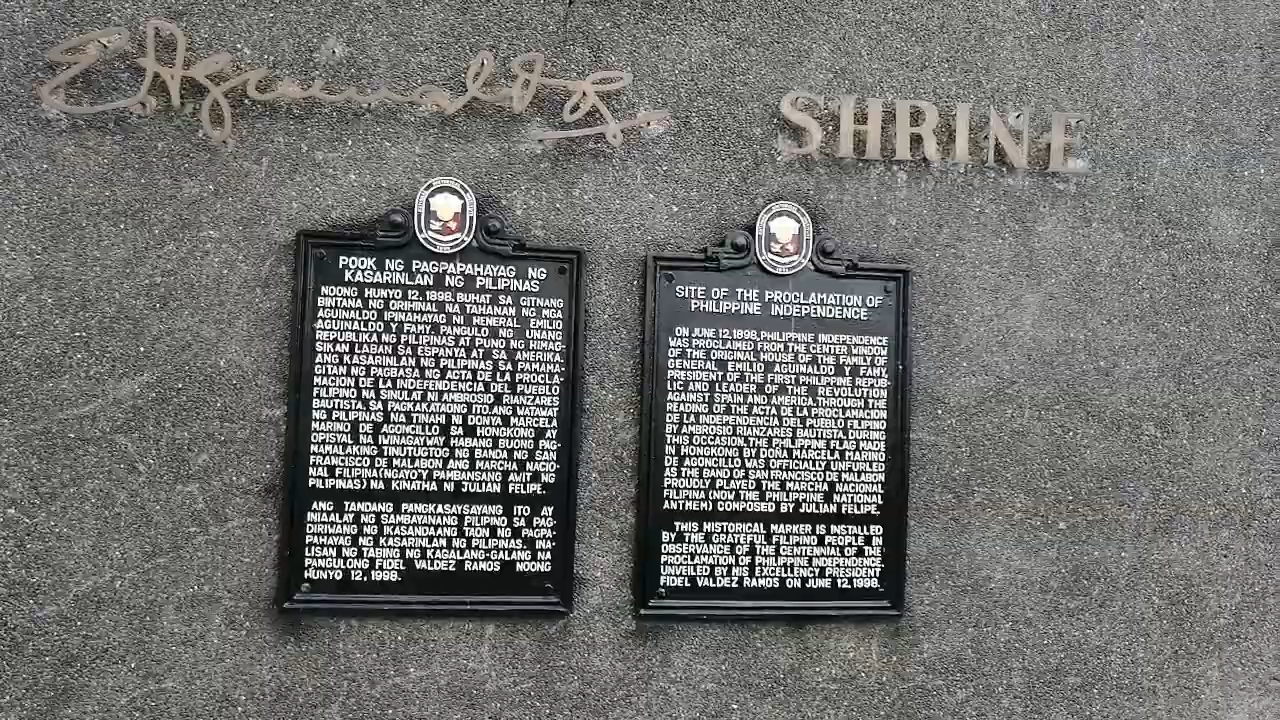 E Aguinaldo
SHRINE
POOK NG PAGPAPAHAYAG NG
KASARINLAN NG PILIPINAS
NOONG HUNYO 12, 1898, BUHAT SA GITNANG
BINTANA NG ORIHINAL NA TAHANAN NG MGA
AGUINALDO IPINAHAYAG NI HENERAL EMILIO
AGUINALDO Y FAMY, PANGULO NG UNANG
REPUBLIKA NG PILIPINAS AT PUNO NG HIMAG-
SIKAN LABAN SA ESPANYA AT SA AMERIKA,
ANG KASARINLAN NG PILIPINAS SA PAMAMA-
GITAN NG PAGBASA NG ACTA DE LA PROCLA-
MACION DE LA INDEFENDENCIA DEL PUEBLO
FILIPINO NA SINULAT NI AMBROSIO RIANZARES
BAUTISTA. SA PAGKAKATAONG ITO, ANG WATAWAT
NG PILIPINAS NA TINAHI NI DONYA MARCELA
MARINO DE AGONCILLO SA HONGKONG AY
OPISYAL NA IWINAGAYWAY HABANG BUONG PAG-
MAMALAKING TINUTUGTOG NG BANDA NG SAN
FRANCISCO DE MALABON ANG MARCHA NACIO-
NAL FILIPINA (NGAYO'Y PAMBANSANG AWIT NG
PILIPINAS) NA KINATHA NI JULIAN FELIPE.
ANG TANDANG PANGKASAYSAYANG ITO AY
INIAALAY NG SAMBAYANANG PILIPINO SA PAG-
DIRIWANG NG IKASANDAANG TAON NG PAGPA-
PAHAYAG NG KASARINLAN NG PILIPINAS. INA-
LISAN NG TABING NG KAGALANG-GALANG NA
PANGULONG FIDEL VALDEZ RAMOS NOONG
HUNYO 12, 1998.
SITE OF THE PROCLAMATION OF
PHILIPPINE INDEPENDENCE
ON JUNE 12, 1898, PHILIPPINE INDEPENDENCE
WAS PROCLAIMED FROM THE CENTER WINDOW
OF THE ORIGINAL HOUSE OF THE FAMILY OF
GENERAL EMILIO AGUINALDO Y FAMY,
PRESIDENT OF THE FIRST PHILIPPINE REPUB-
LIC AND LEADER OF THE REVOLUTION
AGAINST SPAIN AND AMERICA, THROUGH THE
READING OF THE ACTA DE LA PROCLAMACION
DE LA INDEPENDENCIA DEL PUEBLO FILIPINO
BY AMBROSIO RIANZARES BAUTISTA. DURING
THIS OCCASION, THE PHILIPPINE FLAG MADE
IN HONGKONG BY DOÑA MARCELA MARINO
DE AGONCILLO WAS OFFICIALLY UNFURLED
AS THE BAND OF SAN FRANCISCO DE MALABON
PROUDLY PLAYED THE MARCHA NACIONAL
FILIPINA (NOW THE PHILIPPINE NATIONAL
ANTHEM) COMPOSED BY JULIAN FELIPE.
THIS HISTORICAL MARKER IS INSTALLED
BY THE GRATEFUL FILIPINO PEOPLE IN
OBSERVANCE OF THE CENTENNIAL OF THE
PROCLAMATION OF PHILIPPINE INDEPENDENCE.
UNVEILED BY HIS EXCELLENCY PRESIDENT
FIDEL VALDEZ RAMOS ON JUNE 12, 1998.